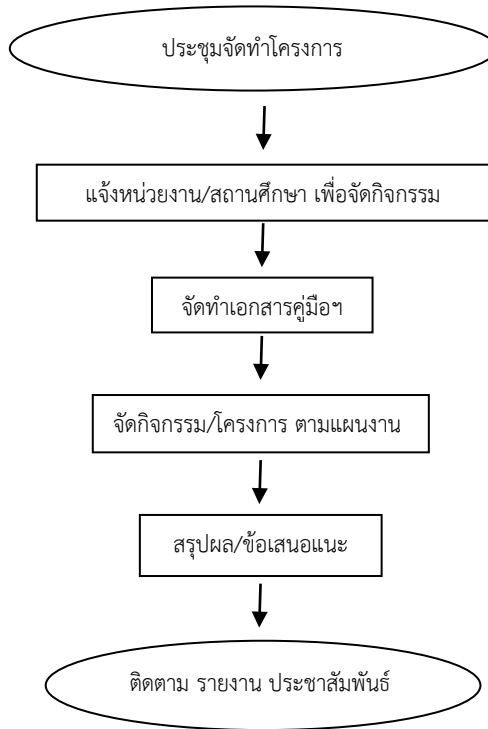 ประชุมจัดทำโครงการ
แจ้งหน่วยงาน/สถานศึกษา เพื่อจัดกิจกรรม
จัดทำเอกสารคู่มือฯ
จัดกิจกรรม/โครงการ ตามแผนงาน
สรุปผล/ข้อเสนอแนะ
ติดตาม รายงาน ประชาสัมพันธ์